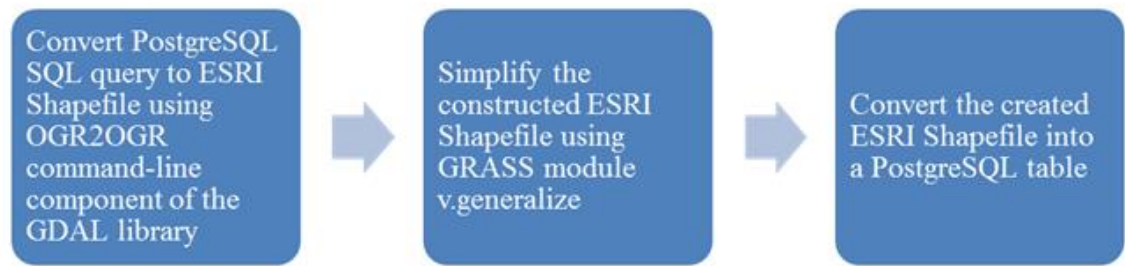 Convert PostgreSQL
SQL query to ESRI
Shapefile using
OGR2OGR
command-line
component of the
GDAL library
Simplify the
constructed ESRI
Shapefile using
GRASS module
v.generalize
Convert the created
ESRI Shapefile into
a PostgreSQL table